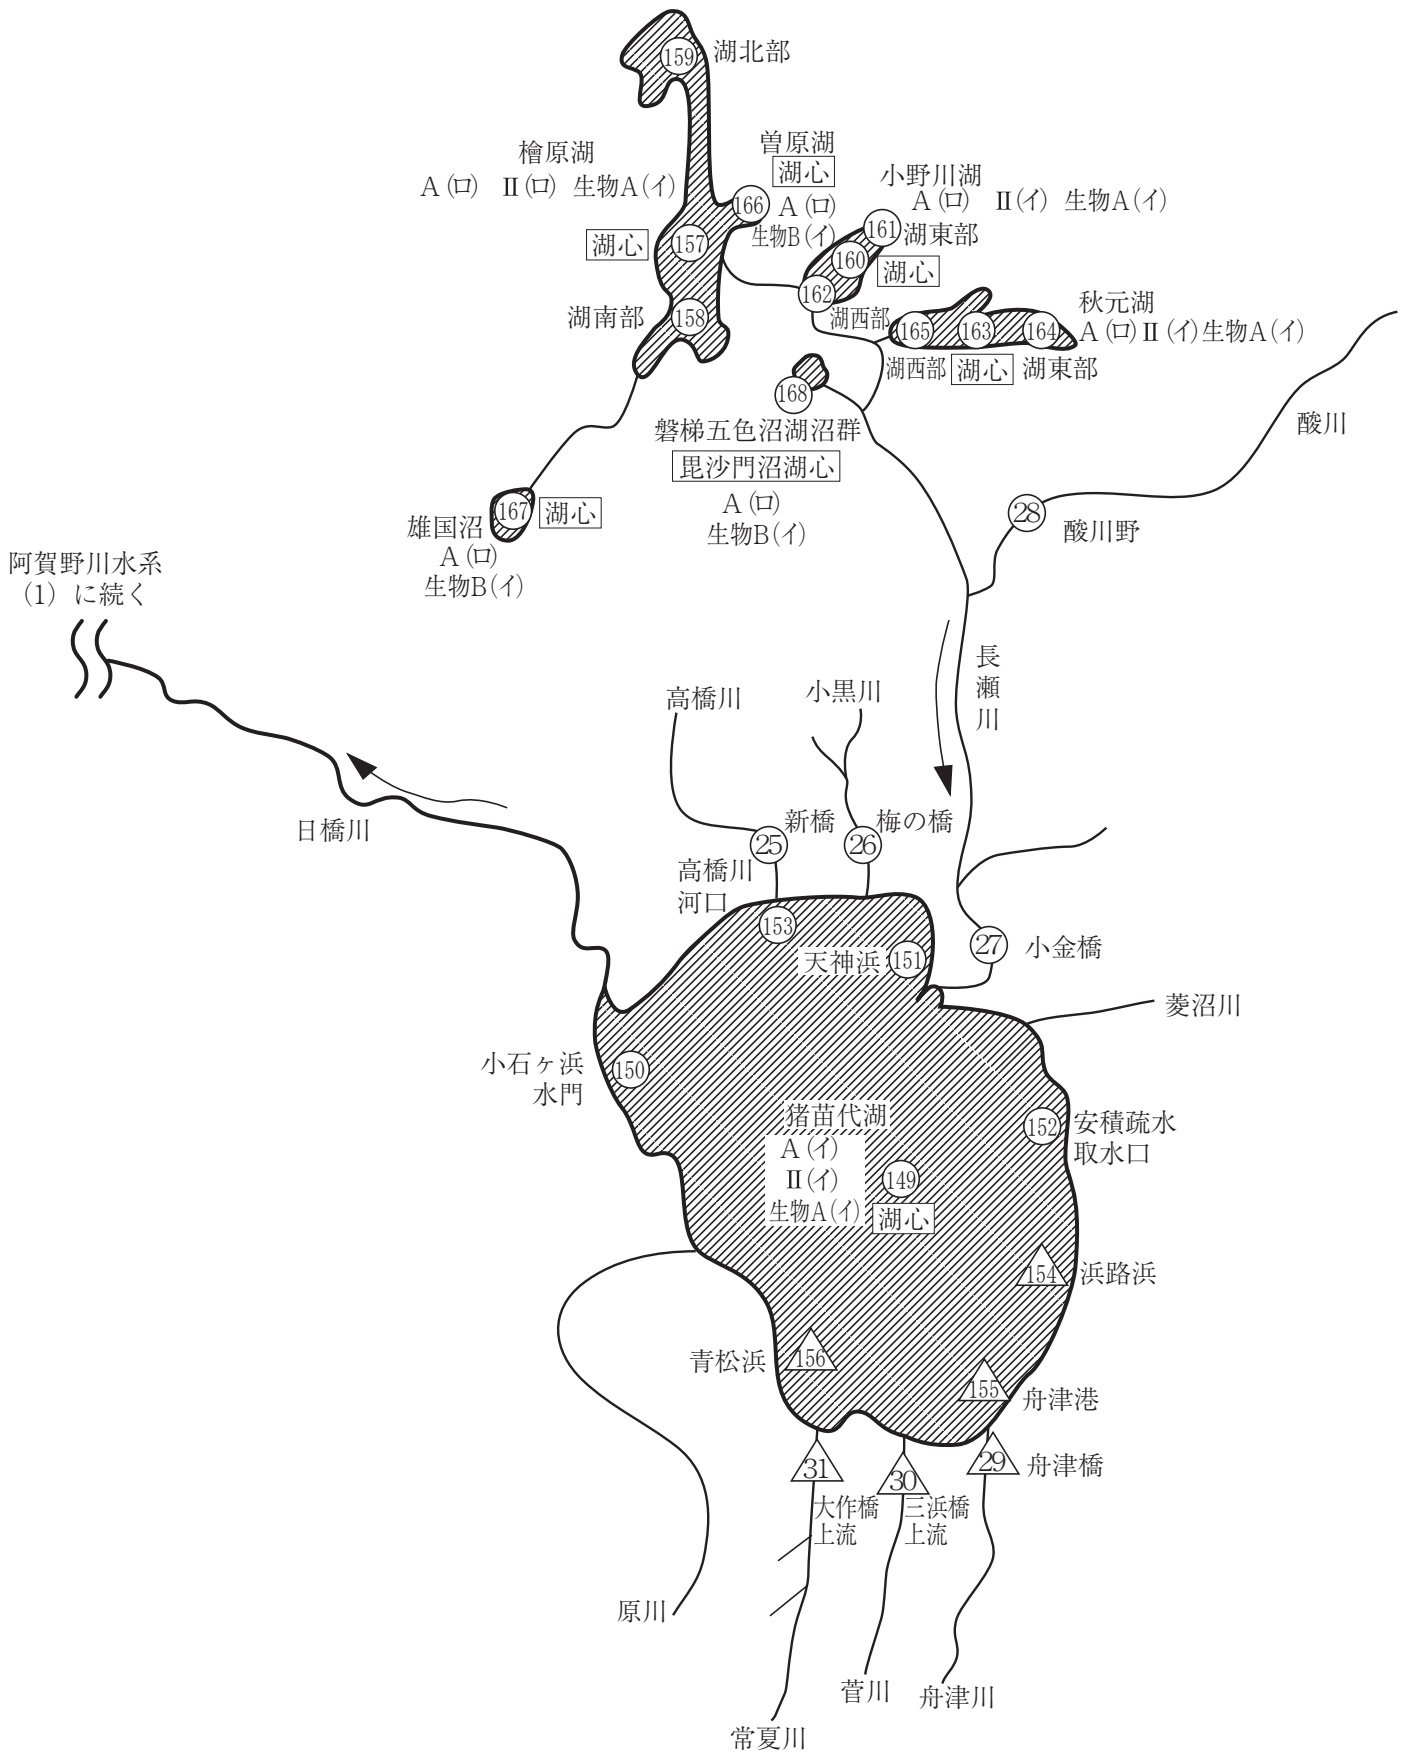 159
湖北部
檜原湖
A(ロ) Ⅱ(ロ) 生物A(イ)
曽原湖
湖心
166
A(ロ)
生物B(イ)
小野川湖
A(ロ) Ⅱ(イ) 生物A(イ)
161
湖東部
160
湖心
162
湖西部
湖心
157
湖南部
158
秋元湖
A(ロ)Ⅱ(イ)生物A(イ)
165
163
164
湖西部
湖心
湖東部
168
磐梯五色沼湖沼群
毘沙門沼湖心
A(ロ)
生物B(イ)
酸川
28
酸川野
167
湖心
雄国沼
A(ロ)
生物B(イ)
阿賀野川水系
(1)に続く
長瀬川
高橋川
小黒川
日橋川
25
新橋
26
梅の橋
高橋川
河口
153
天神浜
151
27
小金橋
菱沼川
小石ヶ浜
水門
150
猪苗代湖
A(イ)
Ⅱ(イ)
生物A(イ)
149
湖心
152
安積疏水
取水口
154
浜路浜
青松浜
156
155
舟津港
31
30
29
舟津橋
大作橋
上流
三浜橋
上流
原川
菅川
舟津川
常夏川